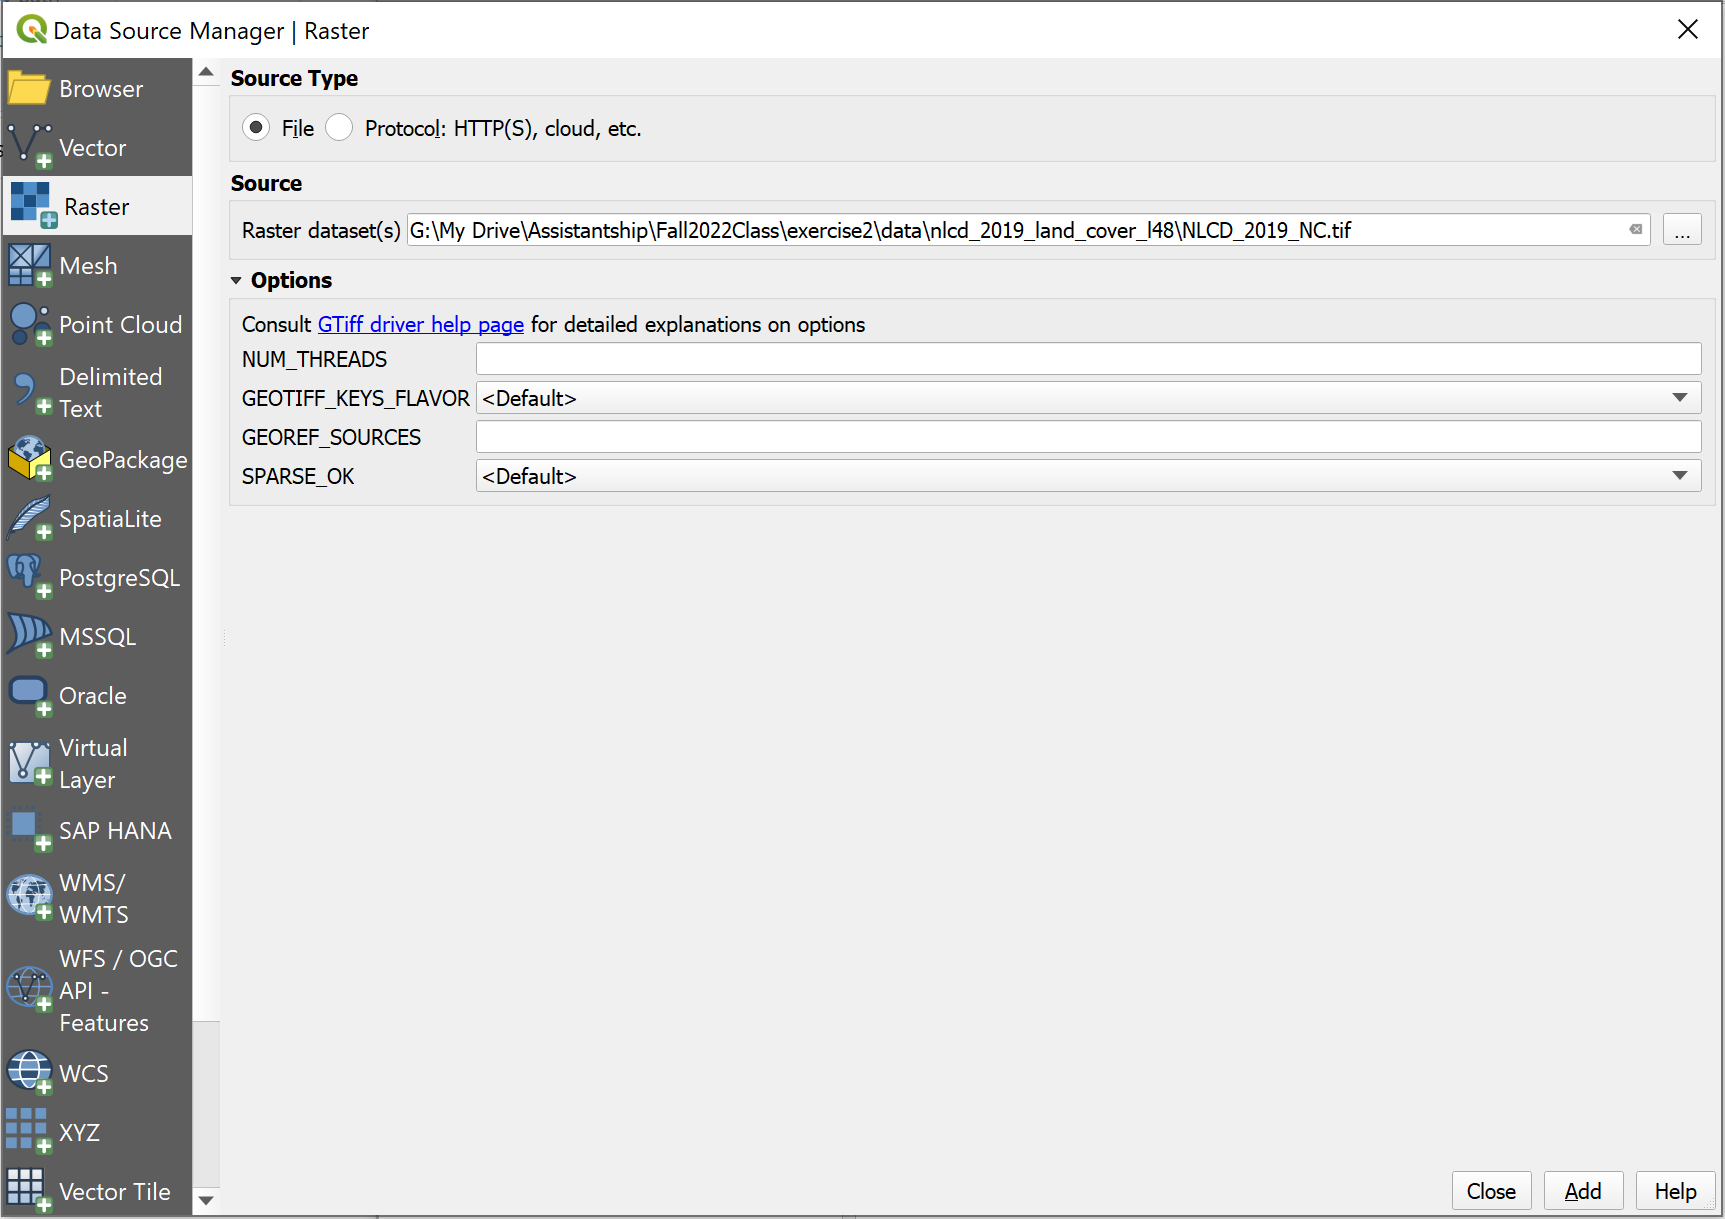 Data Source Manager | Raster
Browser
Vector
Raster
Mesh
Point Cloud
Delimited
Text
GeoPackage
SpatiaLite
PostgreSQL
MSSQL
Oracle
Virtual
Layer
SAP HANA
WMS/
WMTS
WFS / OGC
API -
Features
WCS
XYZ
Vector Tile
Source Type
File Protocol: HTTP(S), cloud, etc.
Source
Raster dataset(s) G:\My Drive\Assistantship\Fall2022Class\exercise2\data\nlcd_2019_land_cover_l48\NLCD_2019_NC.tif ...
Options
Consult GTiff driver help page for detailed explanations on options
NUM_THREADS
GEOTIFF_KEYS_FLAVOR <Default>
GEOREF_SOURCES
SPARSE_OK <Default>
Close Add Help